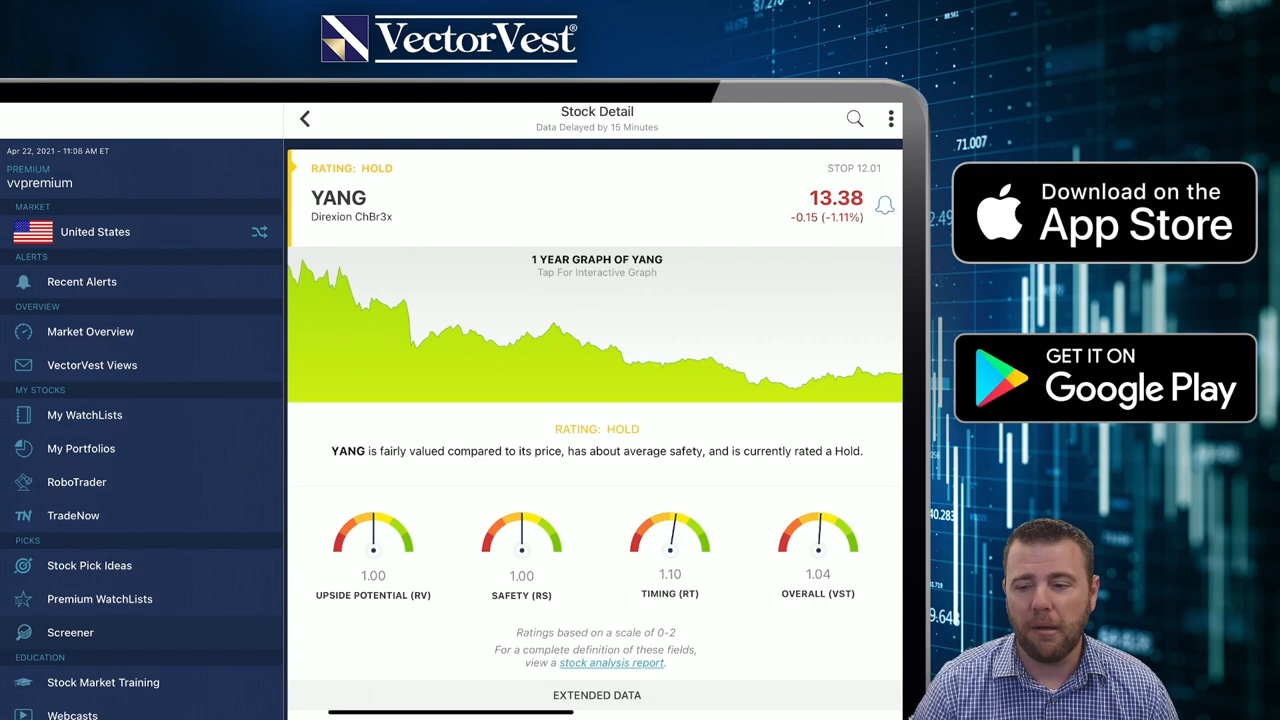 VectorVest®
Stock Detail
Data Delayed by 15 Minutes
Apr 22, 2021 - 11:08 AM ET
PREMIUM
vvpremium
MARKET
United States
ALERTS
Recent Alerts
OVERVIEW
Market Overview
VectorVest Views
MY STOCKS
My WatchLists
My Portfolios
RoboTrader
TN TradeNow
PICKS
Stock Pick Ideas
Premium WatchLists
Screener
EDUCATION
Stock Market Training
Webcasts
RATING: HOLD
STOP 12.01
YANG
13.38
Direxion ChBr3x
-0.15 (-1.11%)
1 YEAR GRAPH OF YANG
Tap For Interactive Graph
RATING: HOLD
YANG is fairly valued compared to its price, has about average safety, and is currently rated a Hold.
1.00
UPSIDE POTENTIAL (RV)
1.00
SAFETY (RS)
1.10
TIMING (RT)
1.04
OVERALL (VST)
Ratings based on a scale of 0-2
For a complete definition of these fields,
view a stock analysis report.
EXTENDED DATA
Download on the
App Store
GET IT ON
Google Play
71.007
40.283